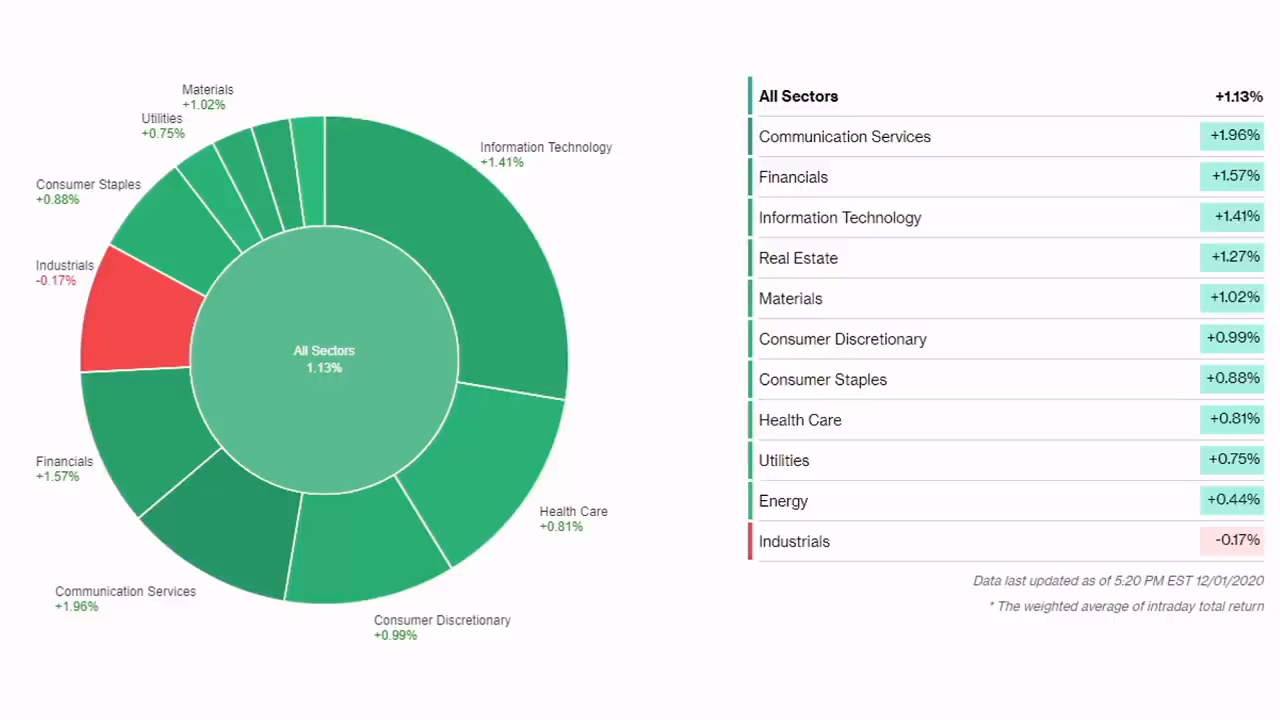 Materials
+1.02%
Utilities
+0.75%
Information Technology
+1.41%
Consumer Staples
+0.88%
Industrials
-0.17%
All Sectors
1.13%
Financials
+1.57%
Health Care
+0.81%
Communication Services
+1.96%
Consumer Discretionary
+0.99%
All Sectors +1.13%
Communication Services +1.96%
Financials +1.57%
Information Technology +1.41%
Real Estate +1.27%
Materials +1.02%
Consumer Discretionary +0.99%
Consumer Staples +0.88%
Health Care +0.81%
Utilities +0.75%
Energy +0.44%
Industrials -0.17%
Data last updated as of 5:20 PM EST 12/01/2020
* The weighted average of intraday total return